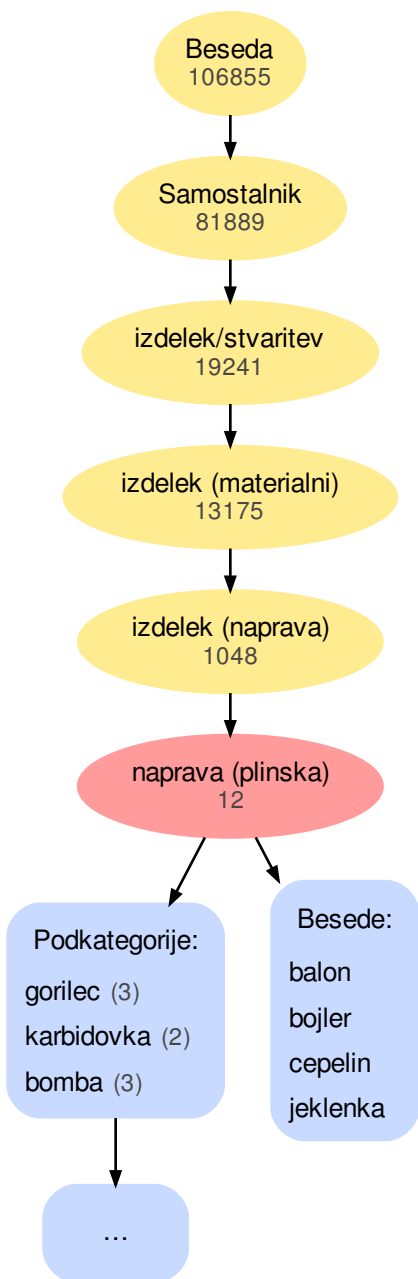 Beseda
106855
Samostalnik
81889
izdelek/stvaritev
19241
izdelek (materialni)
13175
izdelek (naprava)
1048
naprava (plinska)
12
Podkategorije:
gorilec (3)
karbidovka (2)
bomba (3)
Besede:
balon
bojler
cepelin
jeklenka
...